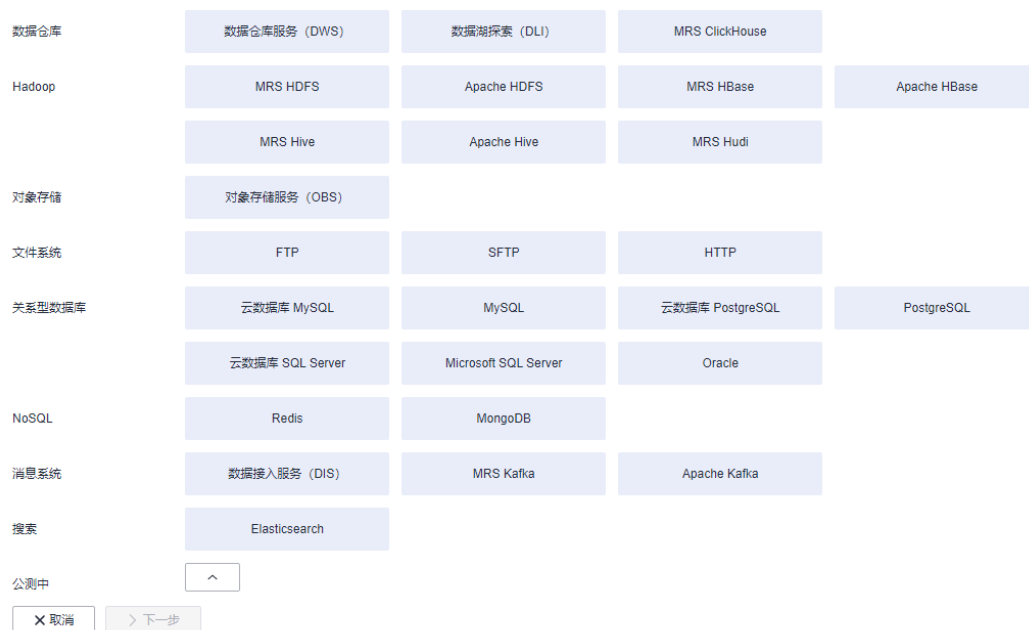 数据仓库 数据仓库服务（DWS） 数据湖探索（DLI） MRS ClickHouse
Hadoop MRS HDFS Apache HDFS MRS HBase Apache HBase
MRS Hive Apache Hive MRS Hudi
对象存储 对象存储服务（OBS）
文件系统 FTP SFTP HTTP
关系型数据库 云数据库 MySQL MySQL 云数据库 PostgreSQL PostgreSQL
云数据库 SQL Server Microsoft SQL Server Oracle
NoSQL Redis MongoDB
消息系统 数据接入服务（DIS） MRS Kafka Apache Kafka
搜索 Elasticsearch
公测中
取消 下一步